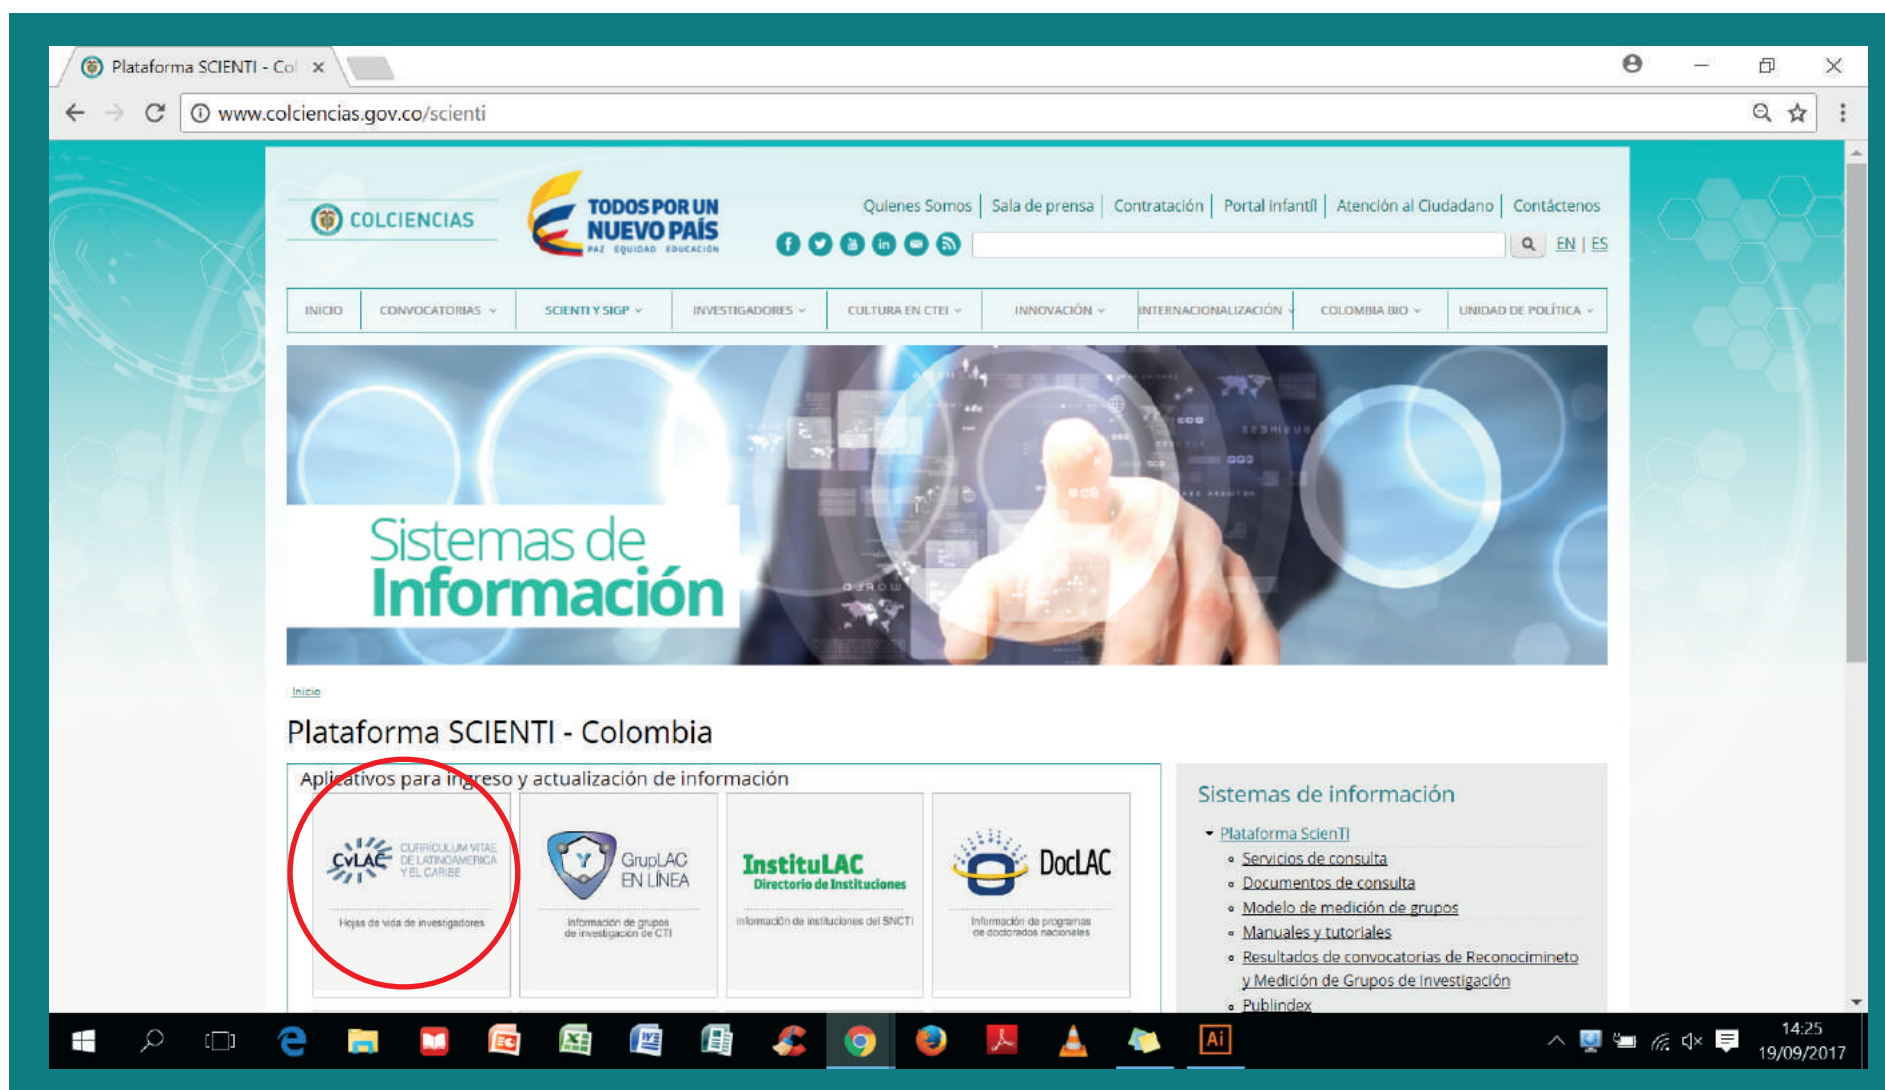 Plataforma SCIENTI - Col
www.colciencias.gov.co/scienti
COLCIENCIAS
TODOS POR UN
NUEVO PAÍS
PAZ EQUIDAD EDUCACIÓN
Quienes Somos | Sala de prensa | Contratación | Portal Infantil | Atención al Ciudadano | Contáctenos
EN | ES
INICIO CONVOCATORIAS SCIENTI Y SIGP INVESTIGADORES CULTURA EN CTEI INNOVACIÓN INTERNACIONALIZACIÓN COLOMBIA BIO UNIDAD DE POLÍTICA
Sistemas de
Información
Inicio
Plataforma SCIENTI - Colombia
Aplicativos para ingreso y actualización de información
CvLAC
CURRÍCULUM VITAE
DE LATINOAMÉRICA
Y EL CARIBE
Hojas de vida de investigadores
GrupLAC
EN LÍNEA
Información de grupos
de investigación de CTI
InstituLAC
Directorio de Instituciones
Información de instituciones del SNCTI
DocLAC
Información de programas
de doctorados nacionales
Sistemas de información
Plataforma ScienTI
Servicios de consulta
Documentos de consulta
Modelo de medición de grupos
Manuales y tutoriales
Resultados de convocatorias de Reconocimineto
y Medición de Grupos de Investigación
Publindex
Ai
14:25
19/09/2017